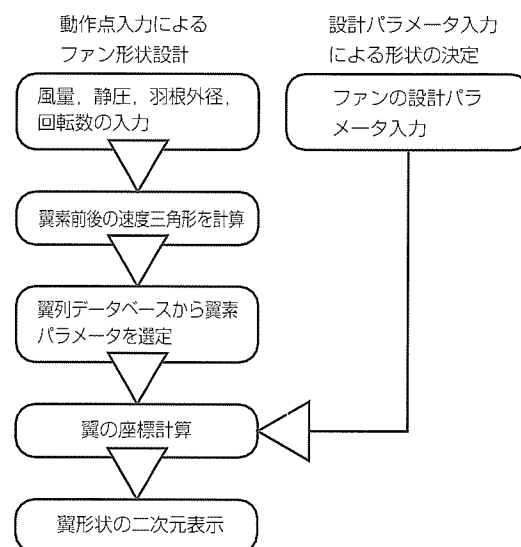 動作点入力による
ファン形状設計
風量，静圧，羽根外径，
回転数の入力
翼素前後の速度三角形を計算
翼列データベースから翼素
パラメータを選定
翼の座標計算
翼形状の二次元表示
設計パラメータ入力
による形状の決定
ファンの設計パラ
メータ入力